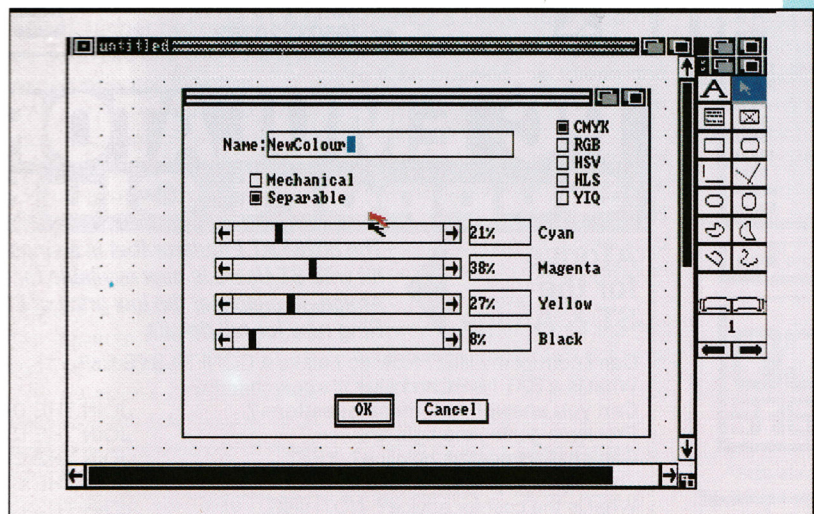 untitled
A
Name: NewColour
CMYK
RGB
HSV
HLS
YIQ
Mechanical
Separable
21% Cyan
38% Magenta
27% Yellow
8% Black
1
OK Cancel